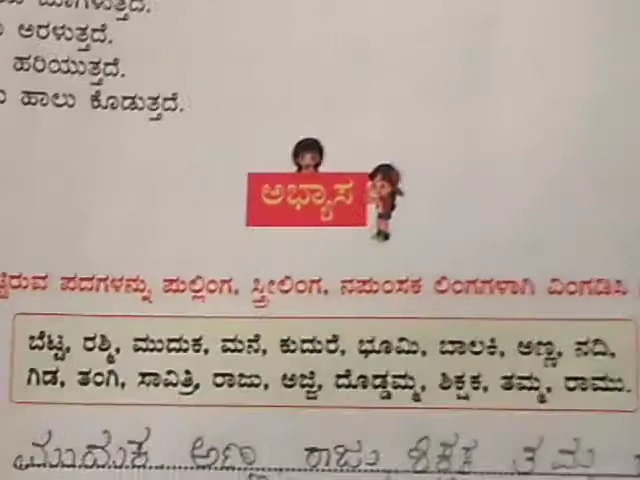 ಅರಳುತ್ತದೆ.
ಹರಿಯುತ್ತದೆ.
ಹಾಲು ಕೊಡುತ್ತದೆ.
ಅಭ್ಯಾಸ
ಪದಗಳನ್ನು ಪುಲ್ಲಿಂಗ, ಸ್ತ್ರೀಲಿಂಗ, ನಪುಂಸಕ ಲಿಂಗಗಳಾಗಿ ವಿಂಗಡಿಸಿ
ಬೆಟ್ಟ, ರಶ್ಮಿ, ಮುದುಕ, ಮನೆ, ಕುದುರೆ, ಭೂಮಿ, ಬಾಲಕಿ, ಅಣ್ಣ, ನದಿ,
ಗಿಡ, ತಂಗಿ, ಸಾವಿತ್ರಿ, ರಾಜು, ಅಜ್ಜಿ, ದೊಡ್ಡಮ್ಮ, ಶಿಕ್ಷಕ, ತಮ್ಮ, ರಾಮು.
ಮುದುಕ ಅಣ್ಣ ರಾಜು ಶಿಕ್ಷಕ ತಮ್ಮ